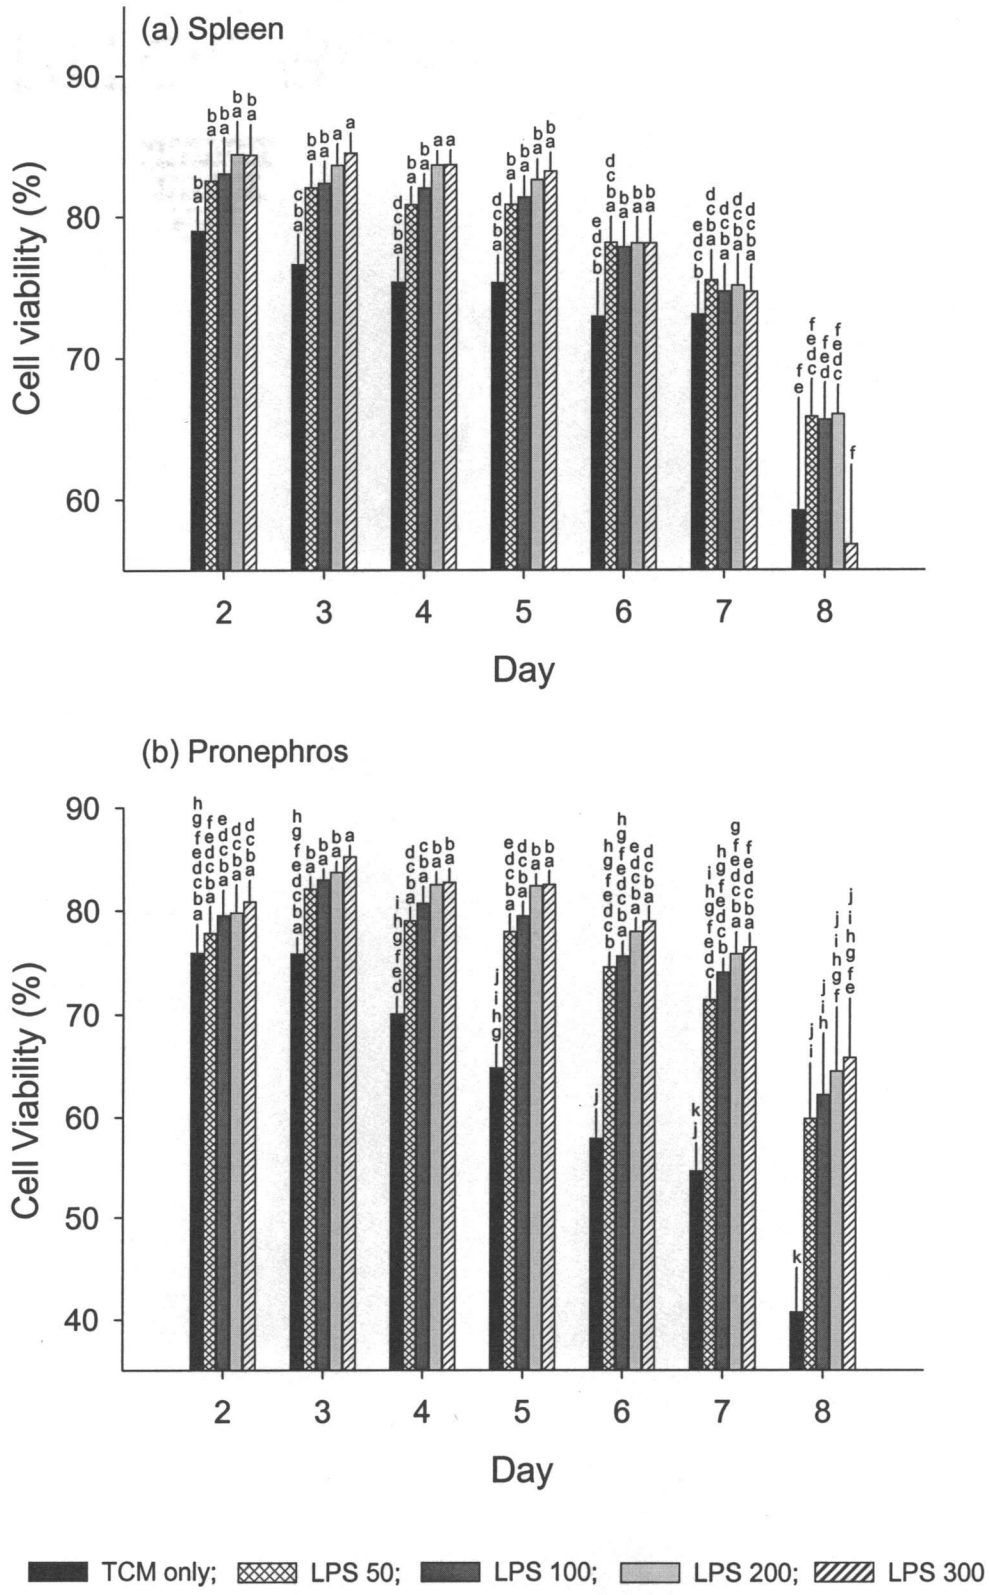 (a) Spleen
90
80
70
60
Cell viability (%)
b a
b a
b a
b a
b a
c b a
b a
b a
a
a
d c b a
b a
b a
a
a
d c b a
b a
b a
b a
b a
e d c b
d c b a
b a
b a
b a
e d c b
d c b a
d c b a
d c b a
d c b a
f e
f e d c
f e d
f e d c
f
2 3 4 5 6 7 8
Day
(b) Pronephros
90
80
70
60
50
40
Cell Viability (%)
h g f e d c b a
f e d c b a
e d c b a
d c b a
d c b a
h g f e d c b a
b a
b a
b a
a
i h g f e d
d c b a
c b a
b a
b a
j i h g
e d c b a
d c b a
b a
b a
j
h g f e d c b
h g f e d c b a
e d c b a
d c b a
k j
i h g f e d c
h g f e d c b
g f e d c b a
f e d c b a
k
j i
j i h
j i h g f
j i h g f e
2 3 4 5 6 7 8
Day
TCM only; LPS 50; LPS 100; LPS 200; LPS 300